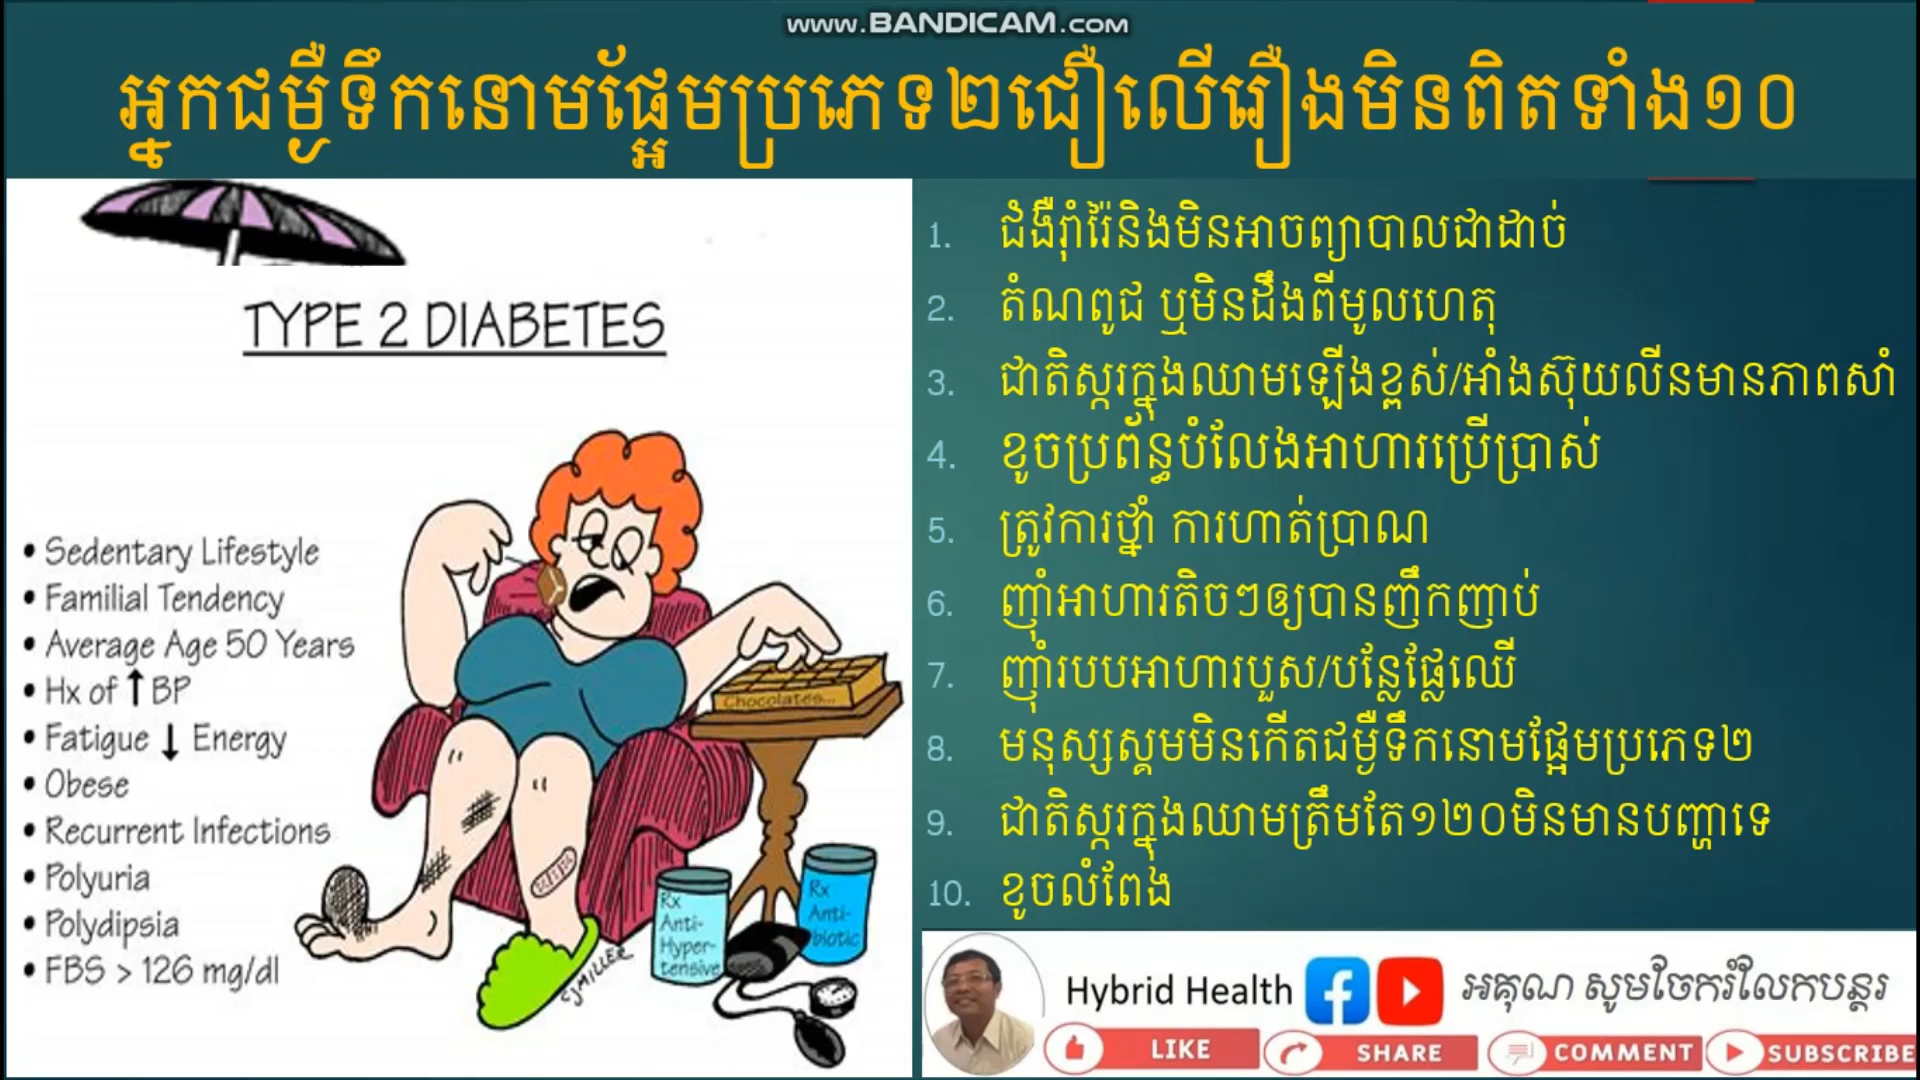 www.BANDICAM.com
អ្នកជម្ងឺទឹកនោមផ្អែមប្រភេទ២ជឿលើរឿងមិនពិតទាំង១០
TYPE 2 DIABETES
• Sedentary Lifestyle
• Familial Tendency
• Average Age 50 Years
• Hx of ↑ BP
• Fatigue ↓ Energy
• Obese
• Recurrent Infections
• Polyuria
• Polydipsia
• FBS > 126 mg/dl
Chocolates...
Rx
Anti-
Hyper-
tensive
Rx
Anti-
biotic
CJMILLER
1. ជំងឺរ៉ាំរ៉ៃនិងមិនអាចព្យាបាលជាដាច់
2. តំណពូជ ឬមិនដឹងពីមូលហេតុ
3. ជាតិស្ករក្នុងឈាមឡើងខ្ពស់/អាំងស៊ុយលីនមានភាពសាំ
4. ខូចប្រព័ន្ធបំលែងអាហារប្រើប្រាស់
5. ត្រូវការថ្នាំ ការហាត់ប្រាណ
6. ញ៉ាំអាហារតិចៗឲ្យបានញឹកញាប់
7. ញ៉ាំរបបអាហារបួស/បន្លែផ្លែឈើ
8. មនុស្សស្គមមិនកើតជម្ងឺទឹកនោមផ្អែមប្រភេទ២
9. ជាតិស្ករក្នុងឈាមត្រឹមតែ១២០មិនមានបញ្ហាទេ
10. ខូចលំពែង
Hybrid Health
អគុណ សូមចែករំលែកបន្តរ
LIKE
SHARE
COMMENT
SUBSCRIBE